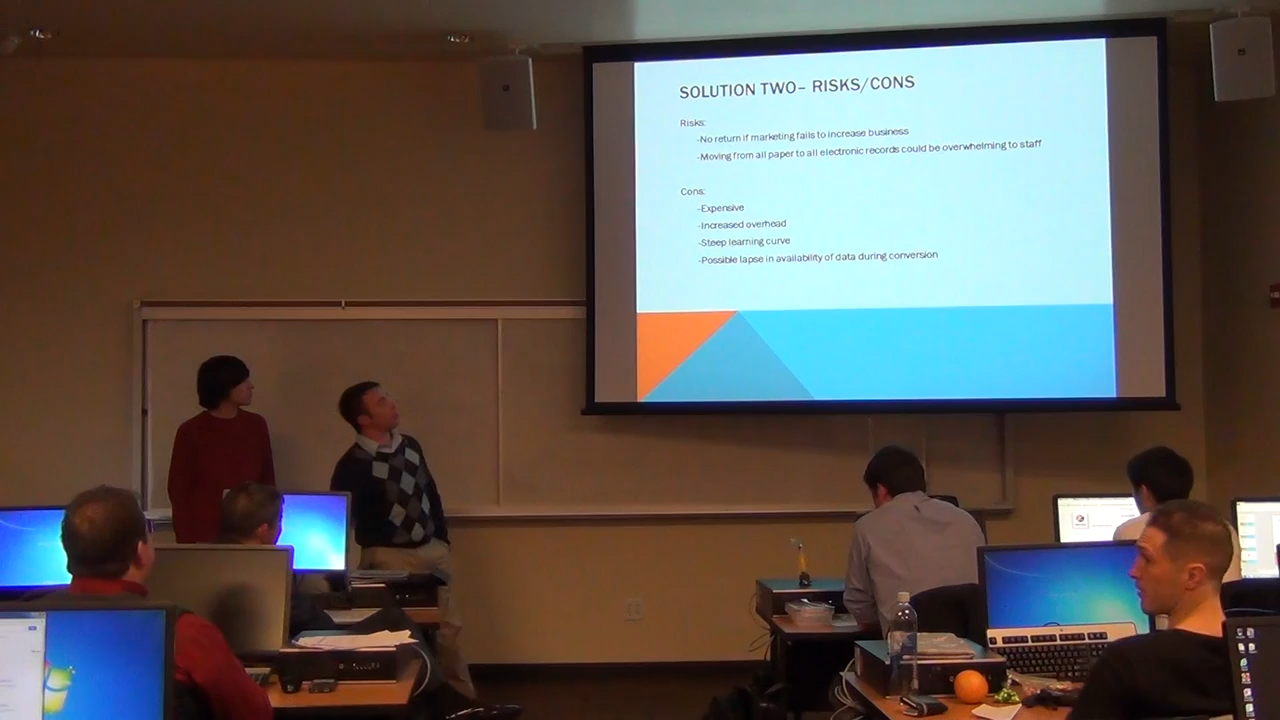 SOLUTION TWO– RISKS/CONS
Risks:
-No return if marketing fails to increase business
-Moving from all paper to all electronic records could be overwhelming to staff
Cons:
-Expensive
-Increased overhead
-Steep learning curve
-Possible lapse in availability of data during conversion